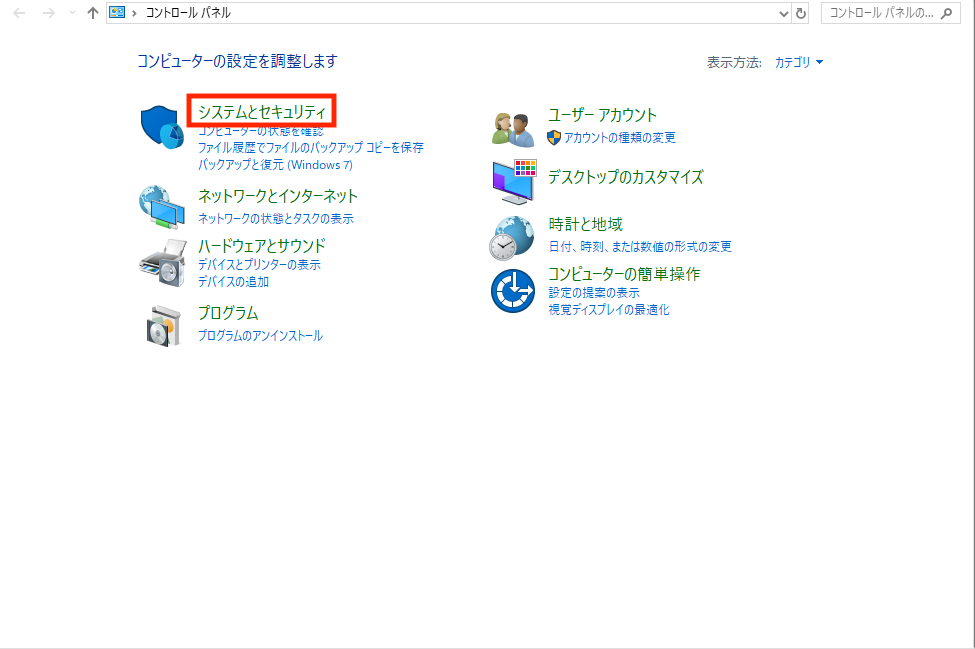 コントロール パネル
コントロール パネルの...
コンピューターの設定を調整します
表示方法: カテゴリ
システムとセキュリティ
コンピューターの状態を確認
ファイル履歴でファイルのバックアップ コピーを保存
バックアップと復元 (Windows 7)
ネットワークとインターネット
ネットワークの状態とタスクの表示
ハードウェアとサウンド
デバイスとプリンターの表示
デバイスの追加
プログラム
プログラムのアンインストール
ユーザー アカウント
アカウントの種類の変更
デスクトップのカスタマイズ
時計と地域
日付、時刻、または数値の形式の変更
コンピューターの簡単操作
設定の提案の表示
視覚ディスプレイの最適化